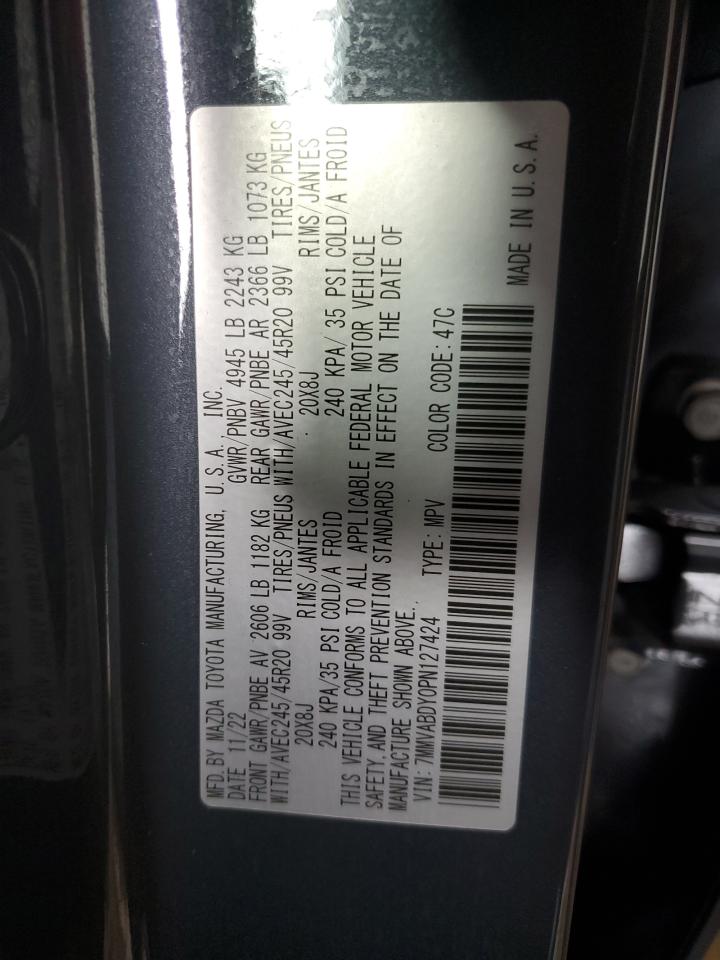 MFD. BY MAZDA TOYOTA MANUFACTURING, U. S. A., INC.
DATE 11/22 GVWR/PNBV 4945 LB 2243 KG
FRONT GAWR/PNBE AV 2606 LB 1182 KG REAR GAWR/PNBE AR 2366 LB 1073 KG
WITH/AVEC245/45R20 99V TIRES/PNEUS WITH/AVEC245/45R20 99V TIRES/PNEUS
20X8J RIMS/JANTES 20X8J RIMS/JANTES
240 KPA/35 PSI COLD/A FROID 240 KPA/ 35 PSI COLD/A FROID
THIS VEHICLE CONFORMS TO ALL APPLICABLE FEDERAL MOTOR VEHICLE
SAFETY, AND THEFT PREVENTION STANDARDS IN EFFECT ON THE DATE OF
MANUFACTURE SHOWN ABOVE.
VIN: 7MMVABDY0PN127424 TYPE: MPV COLOR CODE: 47C
MADE IN U. S. A.